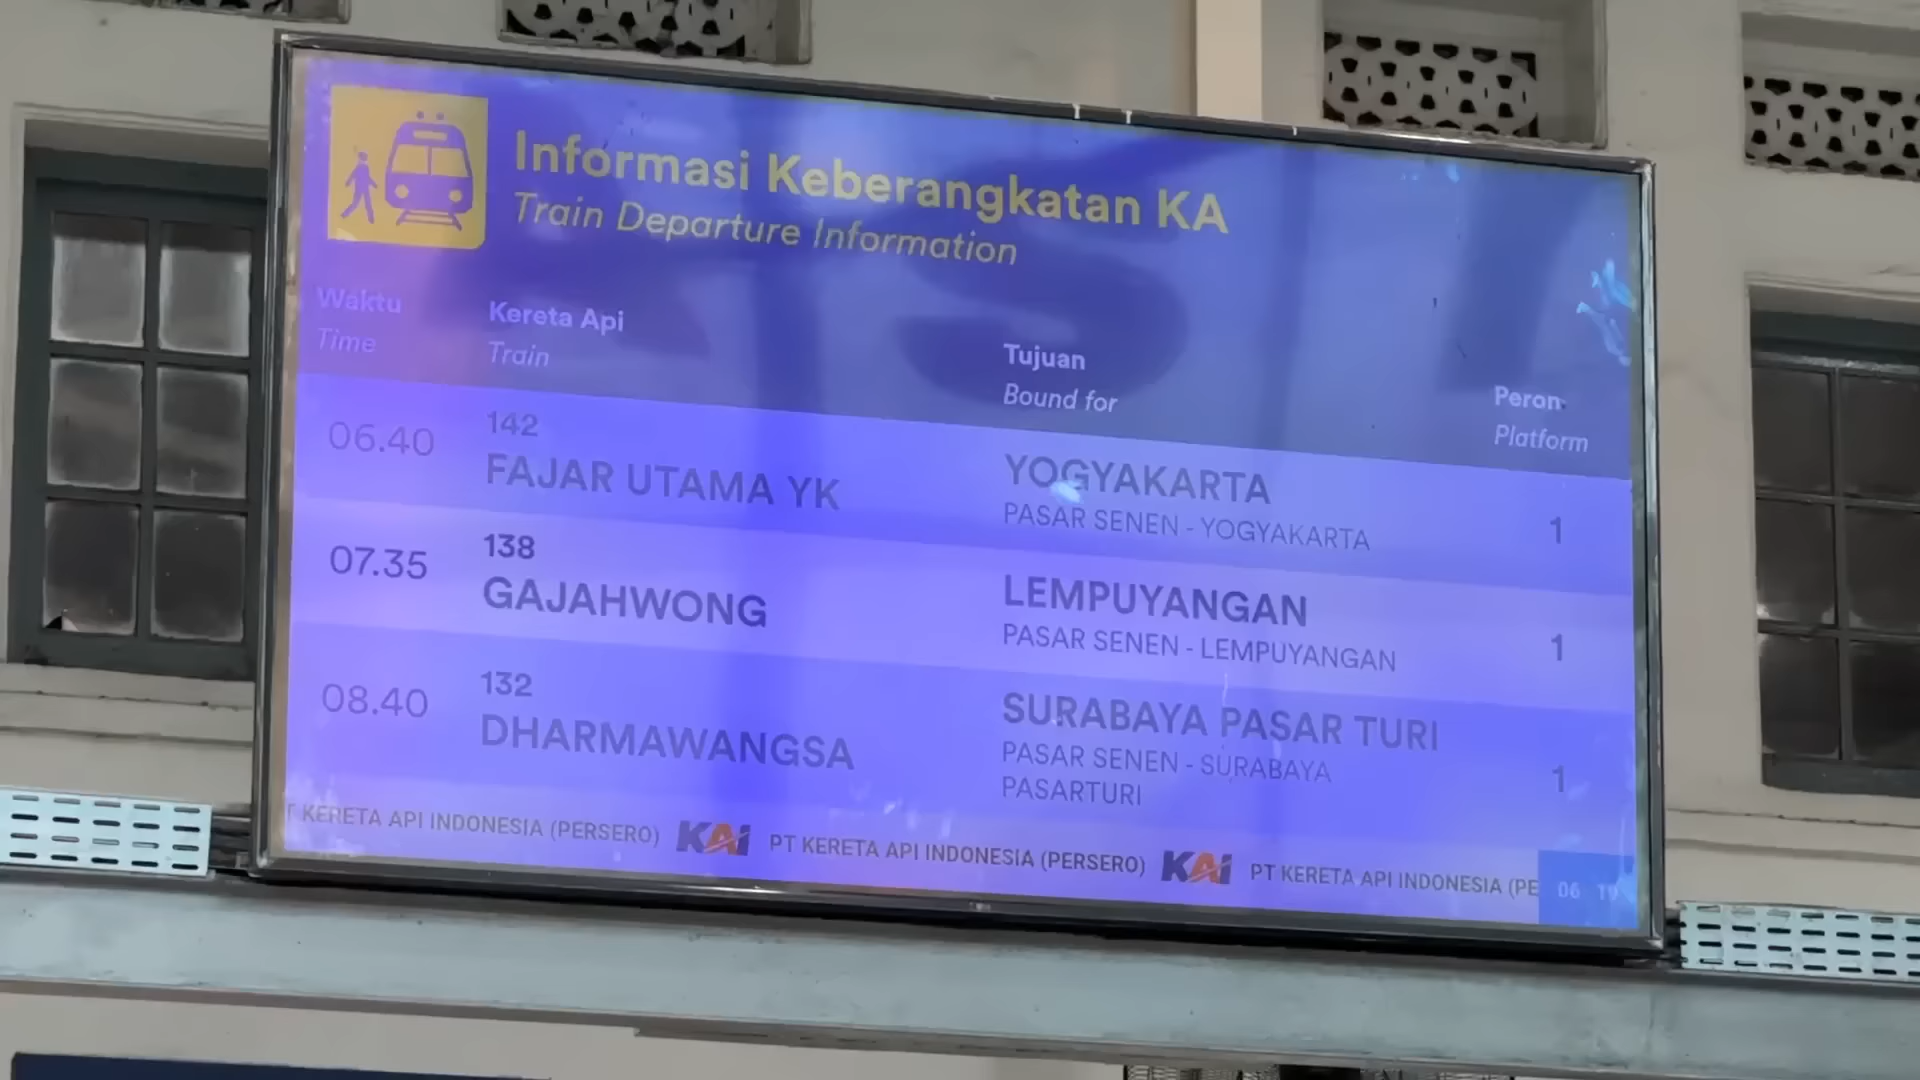 Informasi Keberangkatan KA
Train Departure Information
Waktu
Time
Kereta Api
Train
Tujuan
Bound for
Peron
Platform
06.40
142
FAJAR UTAMA YK
YOGYAKARTA
PASAR SENEN - YOGYAKARTA
1
07.35
138
GAJAHWONG
LEMPUYANGAN
PASAR SENEN - LEMPUYANGAN
1
08.40
132
DHARMAWANGSA
SURABAYA PASAR TURI
PASAR SENEN - SURABAYA
PASARTURI
1
T KERETA API INDONESIA (PERSERO) KAI PT KERETA API INDONESIA (PERSERO) KAI PT KERETA API INDONESIA (PE
06